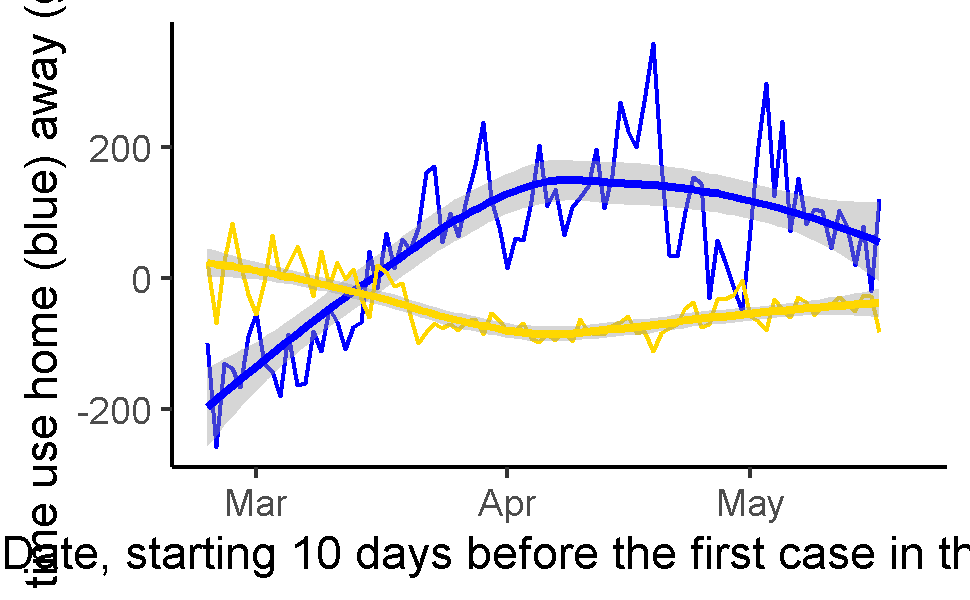 time use home (blue) away (
200
0
-200
Mar Apr May
Date, starting 10 days before the first case in th